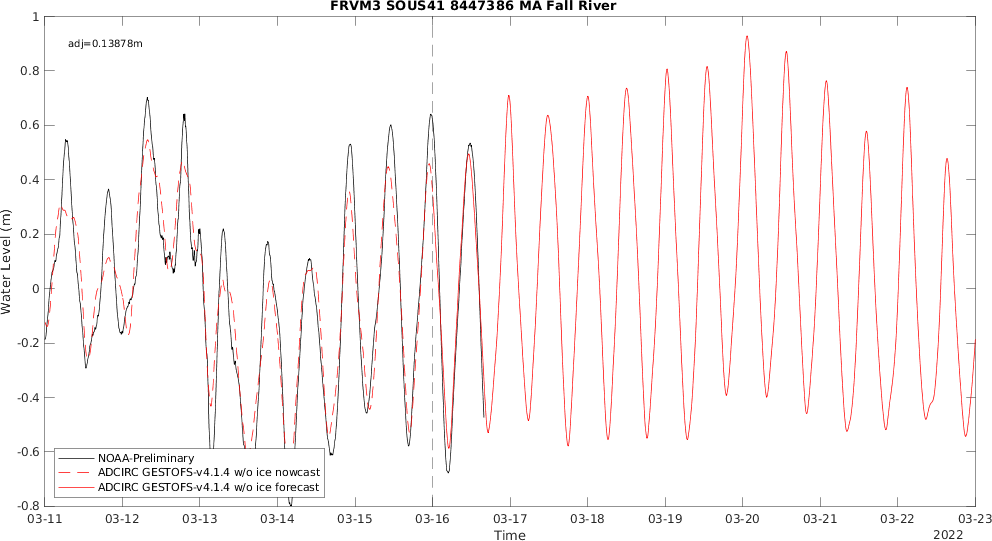 FRVM3 SOUS41 8447386 MA Fall River
adj=0.13878m
Water Level (m)
1
0.8
0.6
0.4
0.2
0
-0.2
-0.4
-0.6
-0.8
NOAA-Preliminary
ADCIRC GESTOFS-v4.1.4 w/o ice nowcast
ADCIRC GESTOFS-v4.1.4 w/o ice forecast
03-11 03-12 03-13 03-14 03-15 03-16 03-17 03-18 03-19 03-20 03-21 03-22 03-23
Time
2022